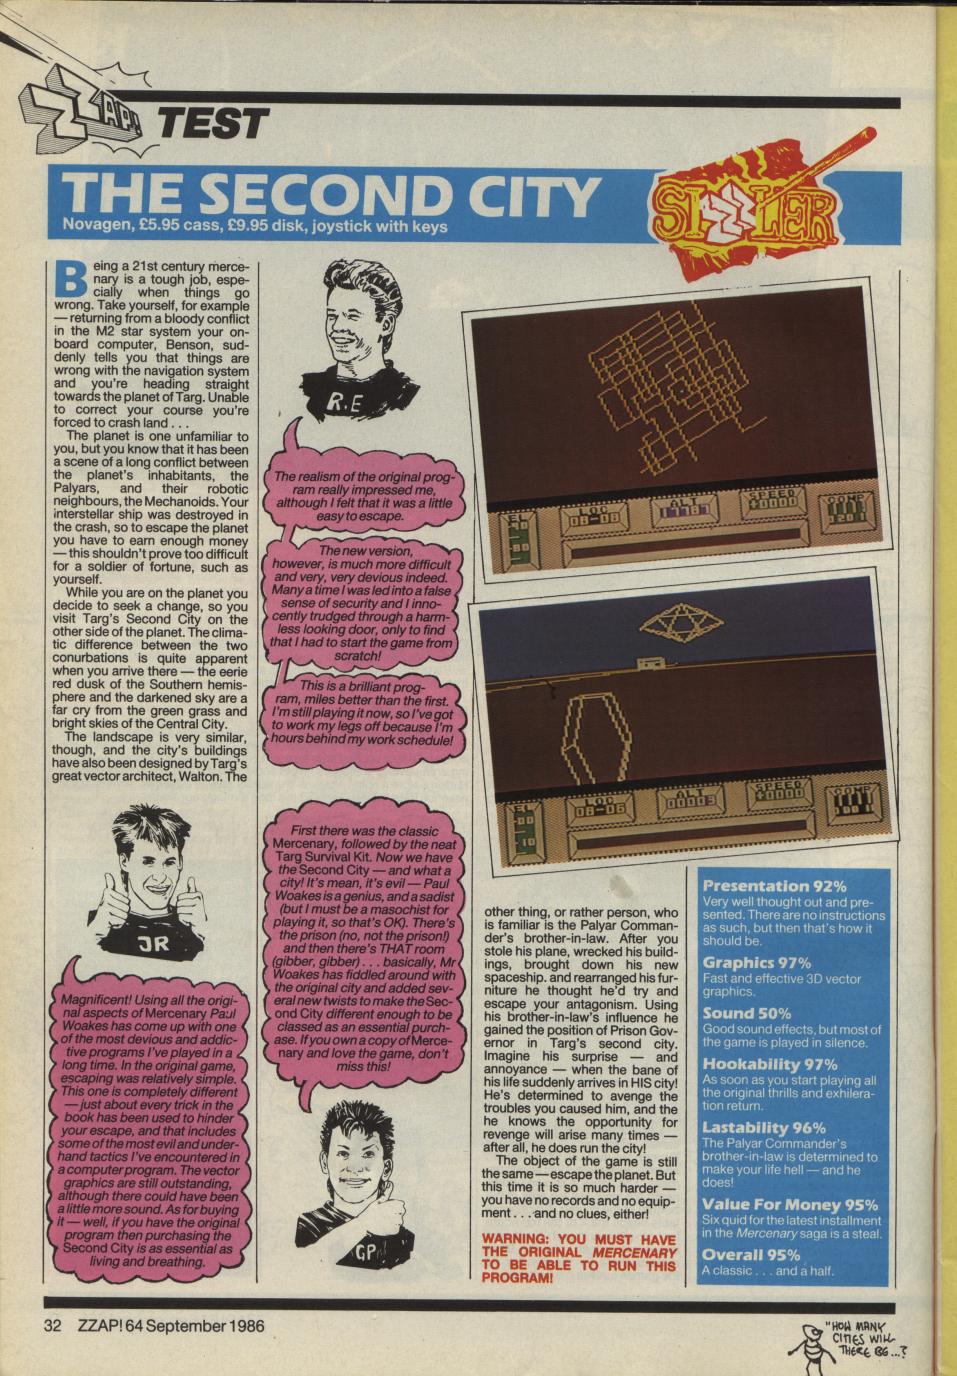 ZZAP! TEST
THE SECOND CITY
Novagen, £5.95 cass, £9.95 disk, joystick with keys
SIZZLER
Being a 21st century merce-
nary is a tough job, espe-
cially when things go
wrong. Take yourself, for example
— returning from a bloody conflict
in the M2 star system your on-
board computer, Benson, sud-
denly tells you that things are
wrong with the navigation system
and you're heading straight
towards the planet of Targ. Unable
to correct your course you're
forced to crash land . . .
The planet is one unfamiliar to
you, but you know that it has been
a scene of a long conflict between
the planet's inhabitants, the
Palyars, and their robotic
neighbours, the Mechanoids. Your
interstellar ship was destroyed in
the crash, so to escape the planet
you have to earn enough money
— this shouldn't prove too difficult
for a soldier of fortune, such as
yourself.
While you are on the planet you
decide to seek a change, so you
visit Targ's Second City on the
other side of the planet. The clima-
tic difference between the two
conurbations is quite apparent
when you arrive there — the eerie
red dusk of the Southern hemis-
phere and the darkened sky are a
far cry from the green grass and
bright skies of the Central City.
The landscape is very similar,
though, and the city's buildings
have also been designed by Targ's
great vector architect, Walton. The
JR
Magnificent! Using all the origi-
nal aspects of Mercenary Paul
Woakes has come up with one
of the most devious and addic-
tive programs I've played in a
long time. In the original game,
escaping was relatively simple.
This one is completely different
— just about every trick in the
book has been used to hinder
your escape, and that includes
some of the most evil and under-
hand tactics I've encountered in
a computer program. The vector
graphics are still outstanding,
although there could have been
a little more sound. As for buying
it — well, if you have the original
program then purchasing the
Second City is as essential as
living and breathing.
R.E
The realism of the original prog-
ram really impressed me,
although I felt that it was a little
easy to escape.
The new version,
however, is much more difficult
and very, very devious indeed.
Many a time I was led into a false
sense of security and I inno-
cently trudged through a harm-
less looking door, only to find
that I had to start the game from
scratch!
This is a brilliant prog-
ram, miles better than the first.
I'm still playing it now, so I've got
to work my legs off because I'm
hours behind my work schedule!
First there was the classic
Mercenary, followed by the neat
Targ Survival Kit. Now we have
the Second City — and what a
city! It's mean, it's evil — Paul
Woakes is a genius, and a sadist
(but I must be a masochist for
playing it, so that's OK). There's
the prison (no, not the prison!)
and then there's THAT room
(gibber, gibber) . . . basically, Mr
Woakes has fiddled around with
the original city and added sev-
eral new twists to make the Sec-
ond City different enough to be
classed as an essential purch-
ase. If you own a copy of Merce-
nary and love the game, don't
miss this!
GP
EL LOC ALT SPEED COMP
08-08 +0000
EL LOC ALT SPEED COMP
08-06 00003 +0000
other thing, or rather person, who
is familiar is the Palyar Comman-
der's brother-in-law. After you
stole his plane, wrecked his build-
ings, brought down his new
spaceship. and rearranged his fur-
niture he thought he'd try and
escape your antagonism. Using
his brother-in-law's influence he
gained the position of Prison Gov-
ernor in Targ's second city.
Imagine his surprise — and
annoyance — when the bane of
his life suddenly arrives in HIS city!
He's determined to avenge the
troubles you caused him, and the
he knows the opportunity for
revenge will arise many times —
after all, he does run the city!
The object of the game is still
the same — escape the planet. But
this time it is so much harder —
you have no records and no equip-
ment . . . and no clues, either!
WARNING: YOU MUST HAVE
THE ORIGINAL MERCENARY
TO BE ABLE TO RUN THIS
PROGRAM!
Presentation 92%
Very well thought out and pre-
sented. There are no instructions
as such, but then that's how it
should be.
Graphics 97%
Fast and effective 3D vector
graphics.
Sound 50%
Good sound effects, but most of
the game is played in silence.
Hookability 97%
As soon as you start playing all
the original thrills and exhilera-
tion return.
Lastability 96%
The Palyar Commander's
brother-in-law is determined to
make your life hell — and he
does!
Value For Money 95%
Six quid for the latest installment
in the Mercenary saga is a steal.
Overall 95%
A classic . . . and a half.
32 ZZAP! 64 September 1986
"HOW MANY
CITIES WILL
THERE BE...?